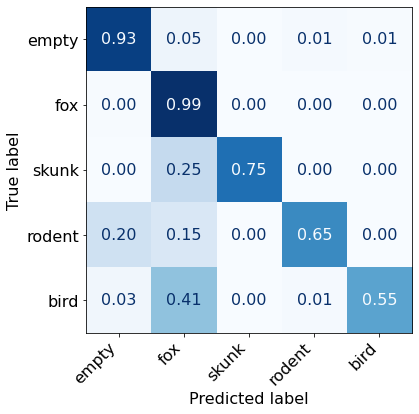 True label
empty 0.93 0.05 0.00 0.01 0.01
fox 0.00 0.99 0.00 0.00 0.00
skunk 0.00 0.25 0.75 0.00 0.00
rodent 0.20 0.15 0.00 0.65 0.00
bird 0.03 0.41 0.00 0.01 0.55
empty fox skunk rodent bird
Predicted label